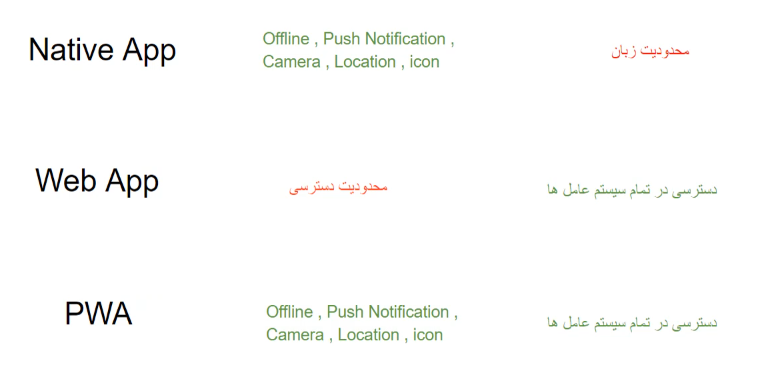 Native App
Offline , Push Notification ,
Camera , Location , icon
محدودیت زبان
Web App
محدودیت دسترسی
دسترسی در تمام سیستم عامل ها
PWA
Offline , Push Notification ,
Camera , Location , icon
دسترسی در تمام سیستم عامل ها